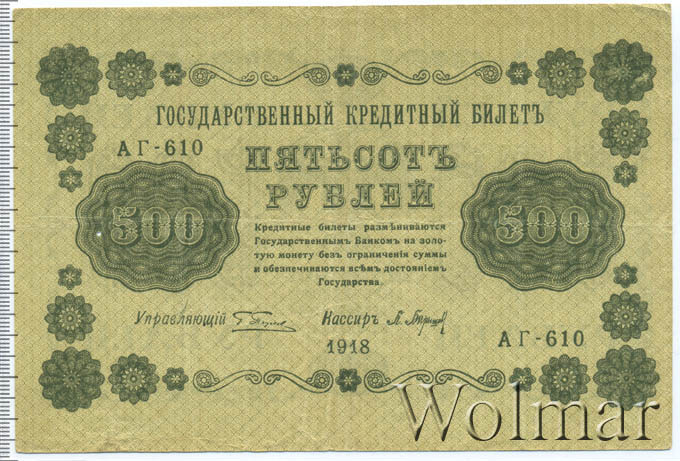 ГОСУДАРСТВЕННЫЙ КРЕДИТНЫЙ БИЛЕТЪ
АГ-610
ПЯТЬСОТЪ
РУБЛЕЙ
500
500
Кредитные билеты размѣниваются
Государственнымъ Банкомъ на золо-
тую монету безъ ограниченія суммы
и обезпечиваются всѣмъ достояніемъ
Государства.
Управляющій
Кассиръ
1918
АГ-610
Wolmar